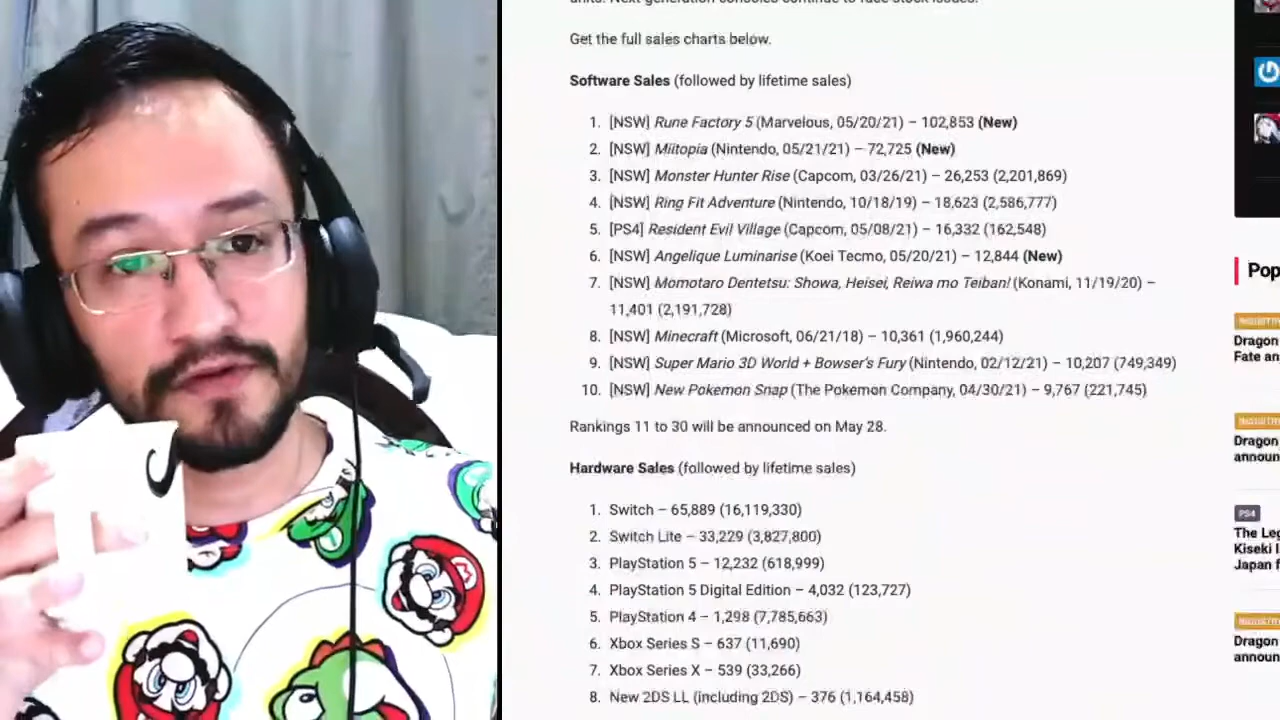 units. Next generation consoles continue to face stock issues.
Get the full sales charts below.
Software Sales (followed by lifetime sales)
1. [NSW] Rune Factory 5 (Marvelous, 05/20/21) – 102,853 (New)
2. [NSW] Miitopia (Nintendo, 05/21/21) – 72,725 (New)
3. [NSW] Monster Hunter Rise (Capcom, 03/26/21) – 26,253 (2,201,869)
4. [NSW] Ring Fit Adventure (Nintendo, 10/18/19) – 18,623 (2,586,777)
5. [PS4] Resident Evil Village (Capcom, 05/08/21) – 16,332 (162,548)
6. [NSW] Angelique Luminarise (Koei Tecmo, 05/20/21) – 12,844 (New)
7. [NSW] Momotaro Dentetsu: Showa, Heisei, Reiwa mo Teiban! (Konami, 11/19/20) –
11,401 (2,191,728)
8. [NSW] Minecraft (Microsoft, 06/21/18) – 10,361 (1,960,244)
9. [NSW] Super Mario 3D World + Bowser's Fury (Nintendo, 02/12/21) – 10,207 (749,349)
10. [NSW] New Pokemon Snap (The Pokemon Company, 04/30/21) – 9,767 (221,745)
Rankings 11 to 30 will be announced on May 28.
Hardware Sales (followed by lifetime sales)
1. Switch – 65,889 (16,119,330)
2. Switch Lite – 33,229 (3,827,800)
3. PlayStation 5 – 12,232 (618,999)
4. PlayStation 5 Digital Edition – 4,032 (123,727)
5. PlayStation 4 – 1,298 (7,785,663)
6. Xbox Series S – 637 (11,690)
7. Xbox Series X – 539 (33,266)
8. New 2DS LL (including 2DS) – 376 (1,164,458)
Pop
INDUSTRY
Dragon
Fate an
INDUSTRY
Dragon
announ
PS4
The Leg
Kiseki I
Japan f
INDUSTRY
Dragon
announ
M